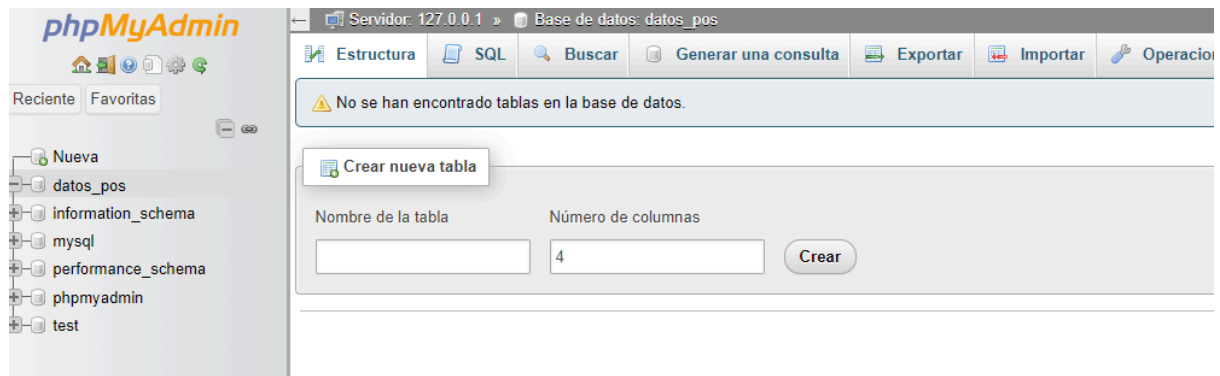 phpMyAdmin
Reciente Favoritas
Nueva
datos_pos
information_schema
mysql
performance_schema
phpmyadmin
test
Servidor: 127.0.0.1 » Base de datos: datos_pos
Estructura SQL Buscar Generar una consulta Exportar Importar Operacion
No se han encontrado tablas en la base de datos.
Crear nueva tabla
Nombre de la tabla Número de columnas
4 Crear